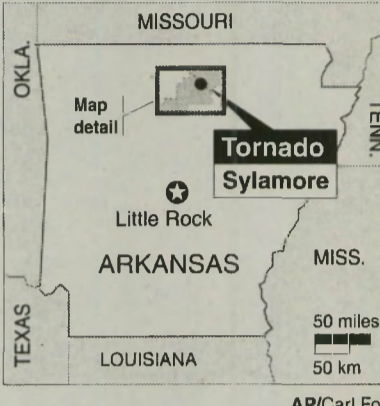 MISSOURI
OKLA.
Map
detail
TENN.
Tornado
Sylamore
Little Rock
ARKANSAS
MISS.
TEXAS
LOUISIANA
50 miles
50 km
AP/Carl